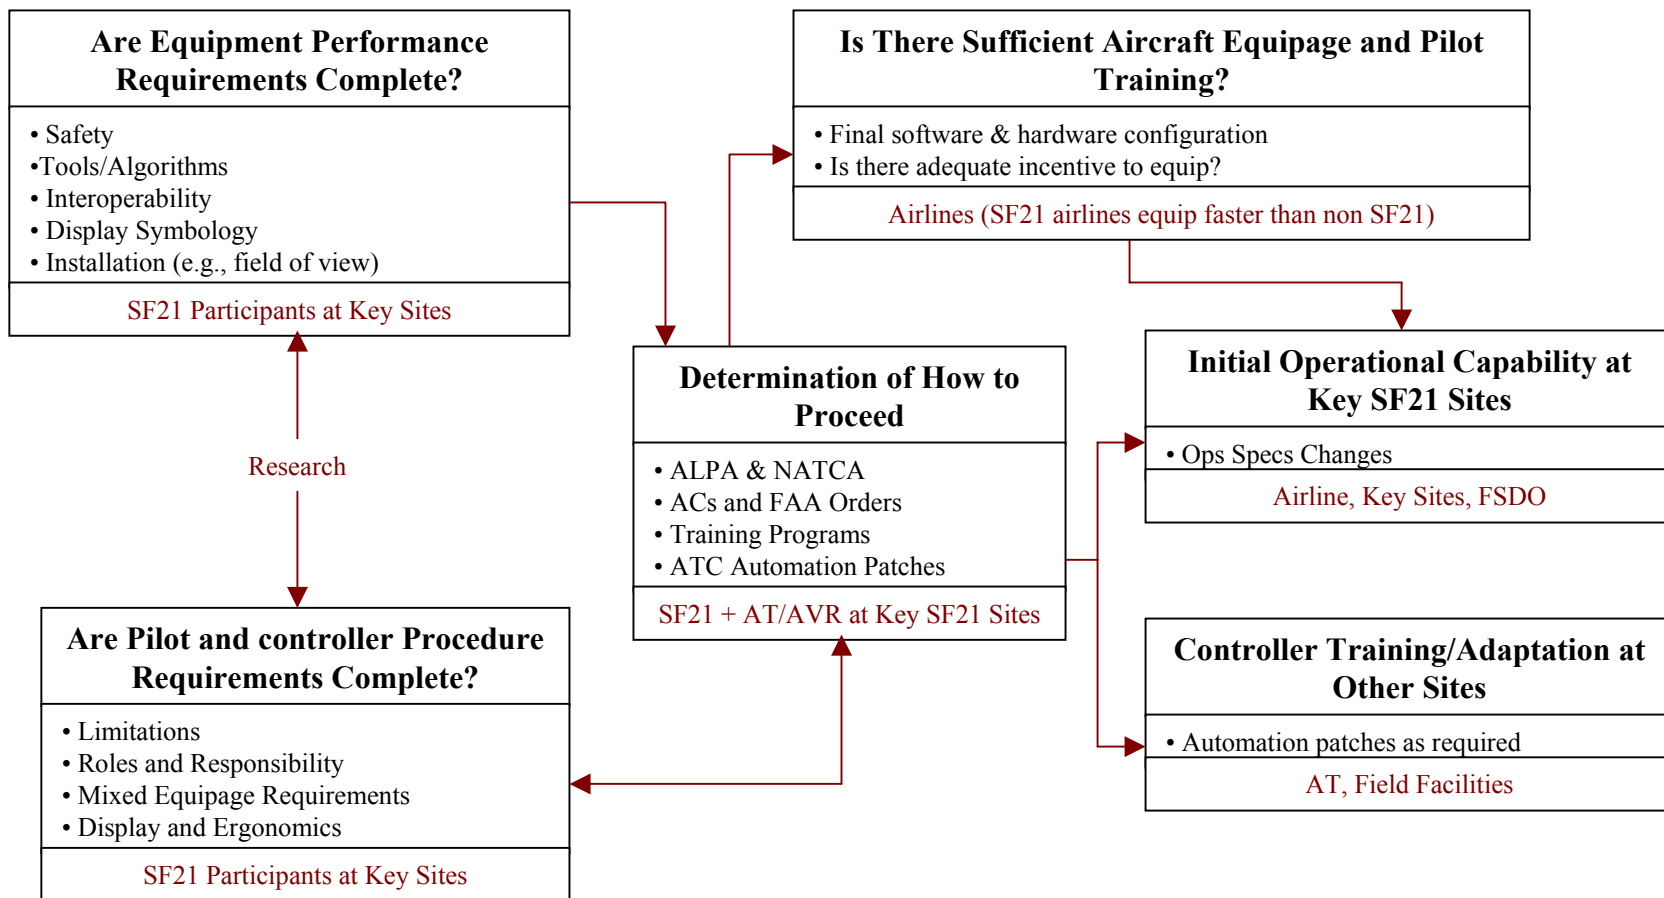 Are Equipment Performance
Requirements Complete?
• Safety
•Tools/Algorithms
• Interoperability
• Display Symbology
• Installation (e.g., field of view)
SF21 Participants at Key Sites
Is There Sufficient Aircraft Equipage and Pilot
Training?
• Final software & hardware configuration
• Is there adequate incentive to equip?
Airlines (SF21 airlines equip faster than non SF21)
Determination of How to
Proceed
• ALPA & NATCA
• ACs and FAA Orders
• Training Programs
• ATC Automation Patches
SF21 + AT/AVR at Key SF21 Sites
Initial Operational Capability at
Key SF21 Sites
• Ops Specs Changes
Airline, Key Sites, FSDO
Research
Are Pilot and controller Procedure
Requirements Complete?
• Limitations
• Roles and Responsibility
• Mixed Equipage Requirements
• Display and Ergonomics
SF21 Participants at Key Sites
Controller Training/Adaptation at
Other Sites
• Automation patches as required
AT, Field Facilities